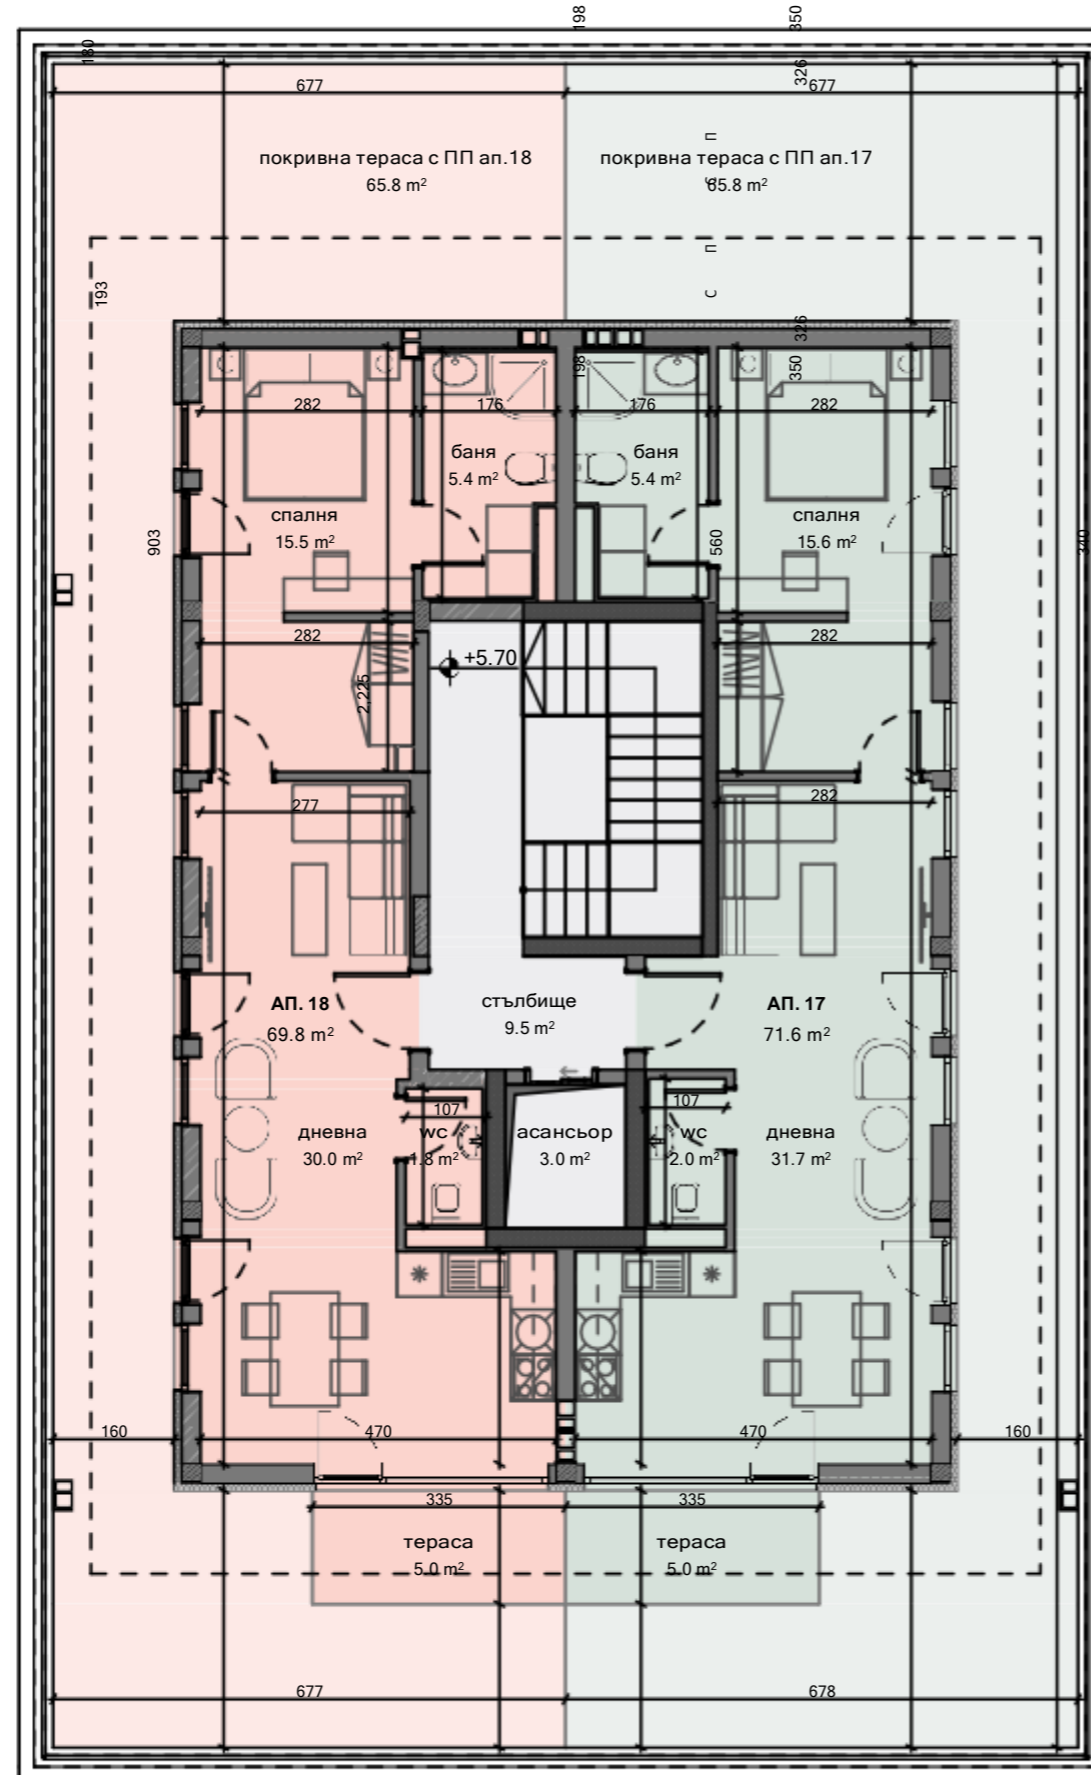 198
350
180
326
677
677
покривна тераса с ПП ап.18
65.8 m²
покривна тераса с ПП ап.17
65.8 m²
П
С
П
С
193
326
198
350
282
176
176
282
баня
5.4 m²
баня
5.4 m²
спалня
15.5 m²
спалня
15.6 m²
903
560
340
282
282
+5.70
2,225
277
282
АП. 18
69.8 m²
стълбище
9.5 m²
АП. 17
71.6 m²
107
107
дневна
30.0 m²
wc
1.8 m²
асансьор
3.0 m²
wc
2.0 m²
дневна
31.7 m²
160
470
470
160
335
335
тераса
5.0 m²
тераса
5.0 m²
677
678